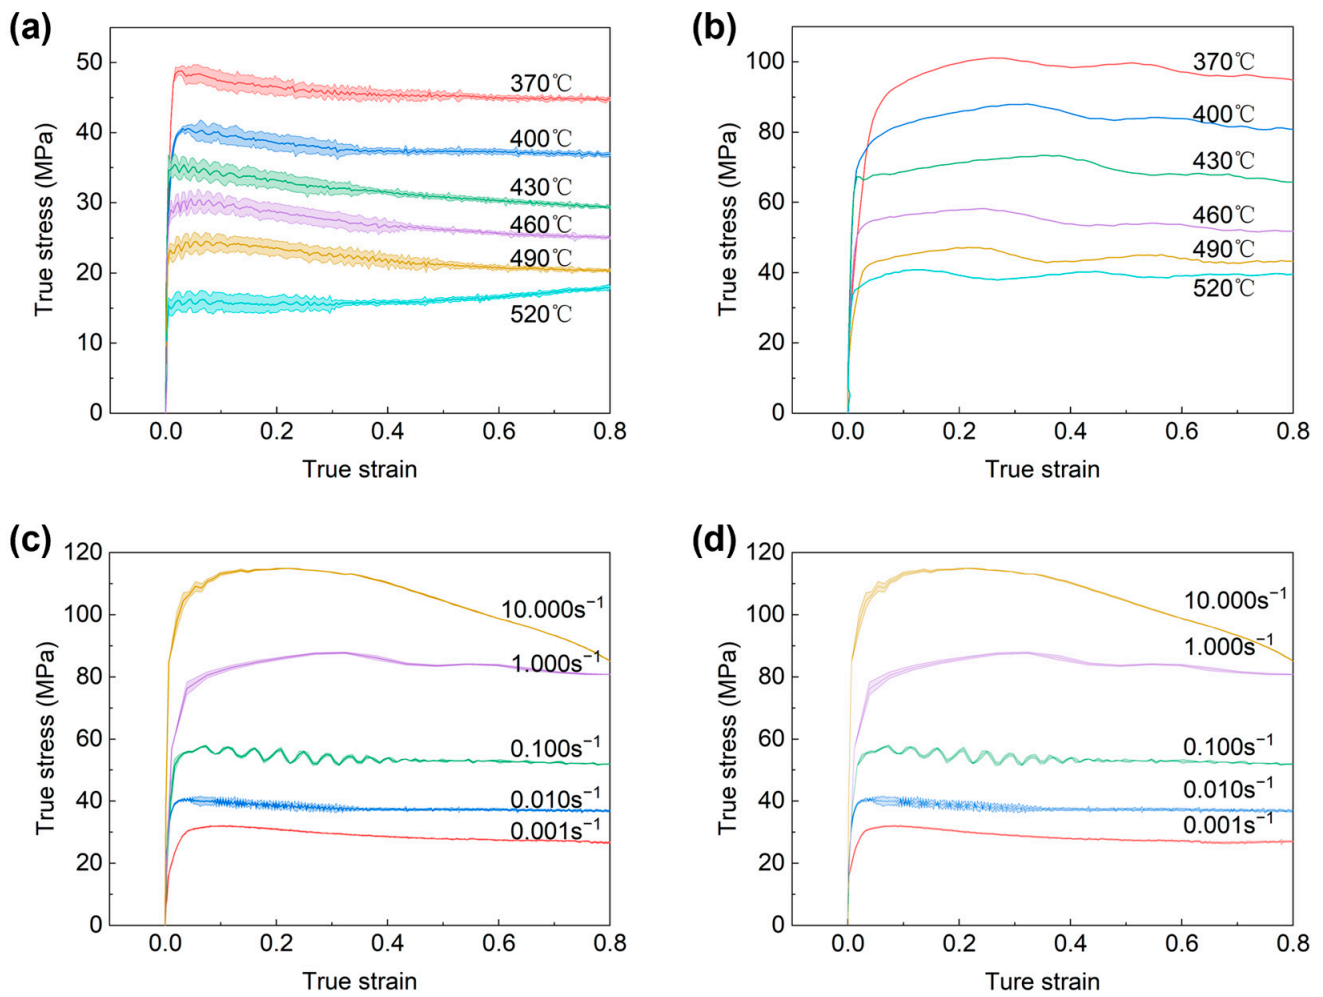 (a)
50
40
30
20
10
0
True stress (MPa)
370℃
400℃
430℃
460℃
490℃
520℃
0.0 0.2 0.4 0.6 0.8
True strain
(b)
100
80
60
40
20
0
True stress (MPa)
370℃
400℃
430℃
460℃
490℃
520℃
0.0 0.2 0.4 0.6 0.8
True strain
(c)
120
100
80
60
40
20
0
True stress (MPa)
10.000s⁻¹
1.000s⁻¹
0.100s⁻¹
0.010s⁻¹
0.001s⁻¹
0.0 0.2 0.4 0.6 0.8
True strain
(d)
120
100
80
60
40
20
0
True stress (MPa)
10.000s⁻¹
1.000s⁻¹
0.100s⁻¹
0.010s⁻¹
0.001s⁻¹
0.0 0.2 0.4 0.6 0.8
Ture strain